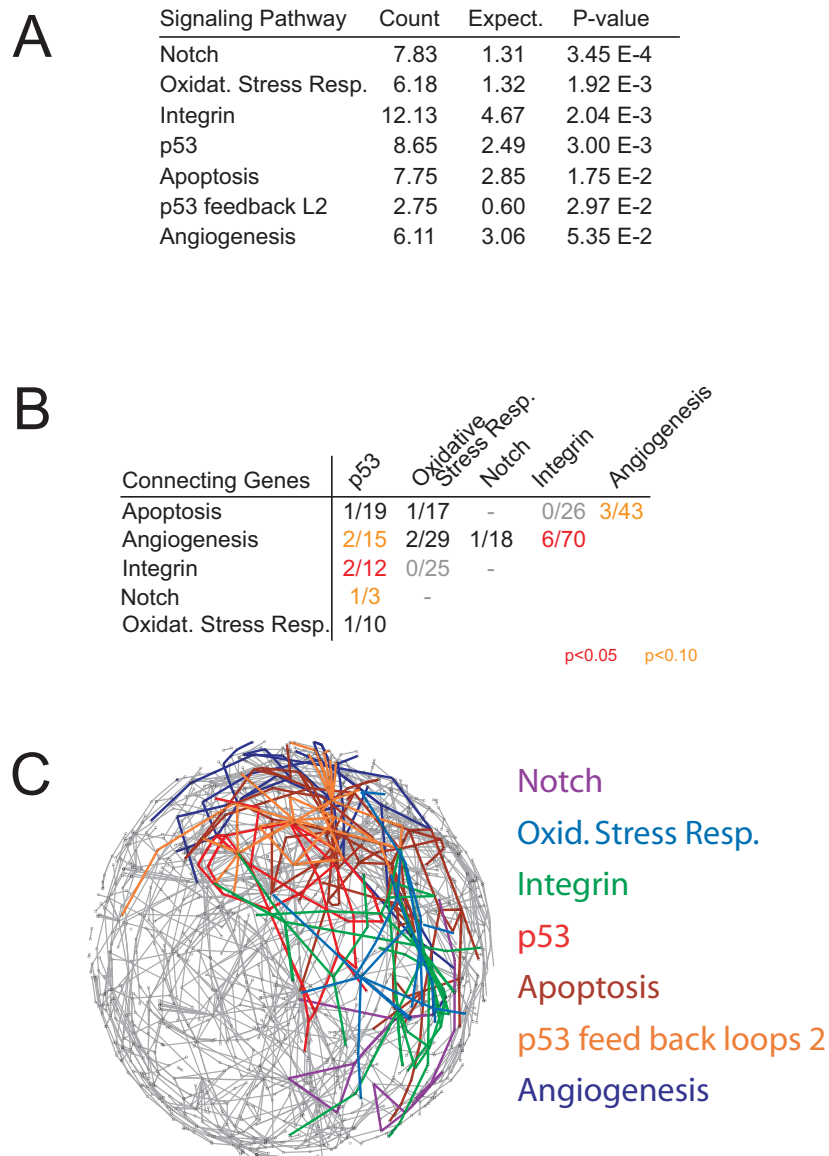 A
Signaling Pathway Count Expect. P-value
Notch 7.83 1.31 3.45 E-4
Oxidat. Stress Resp. 6.18 1.32 1.92 E-3
Integrin 12.13 4.67 2.04 E-3
p53 8.65 2.49 3.00 E-3
Apoptosis 7.75 2.85 1.75 E-2
p53 feedback L2 2.75 0.60 2.97 E-2
Angiogenesis 6.11 3.06 5.35 E-2
B
Connecting Genes p53 Oxidative Stress Resp. Notch Integrin Angiogenesis
Apoptosis 1/19 1/17 - 0/26 3/43
Angiogenesis 2/15 2/29 1/18 6/70
Integrin 2/12 0/25 -
Notch 1/3 -
Oxidat. Stress Resp. 1/10
p<0.05 p<0.10
C
Notch
Oxid. Stress Resp.
Integrin
p53
Apoptosis
p53 feed back loops 2
Angiogenesis